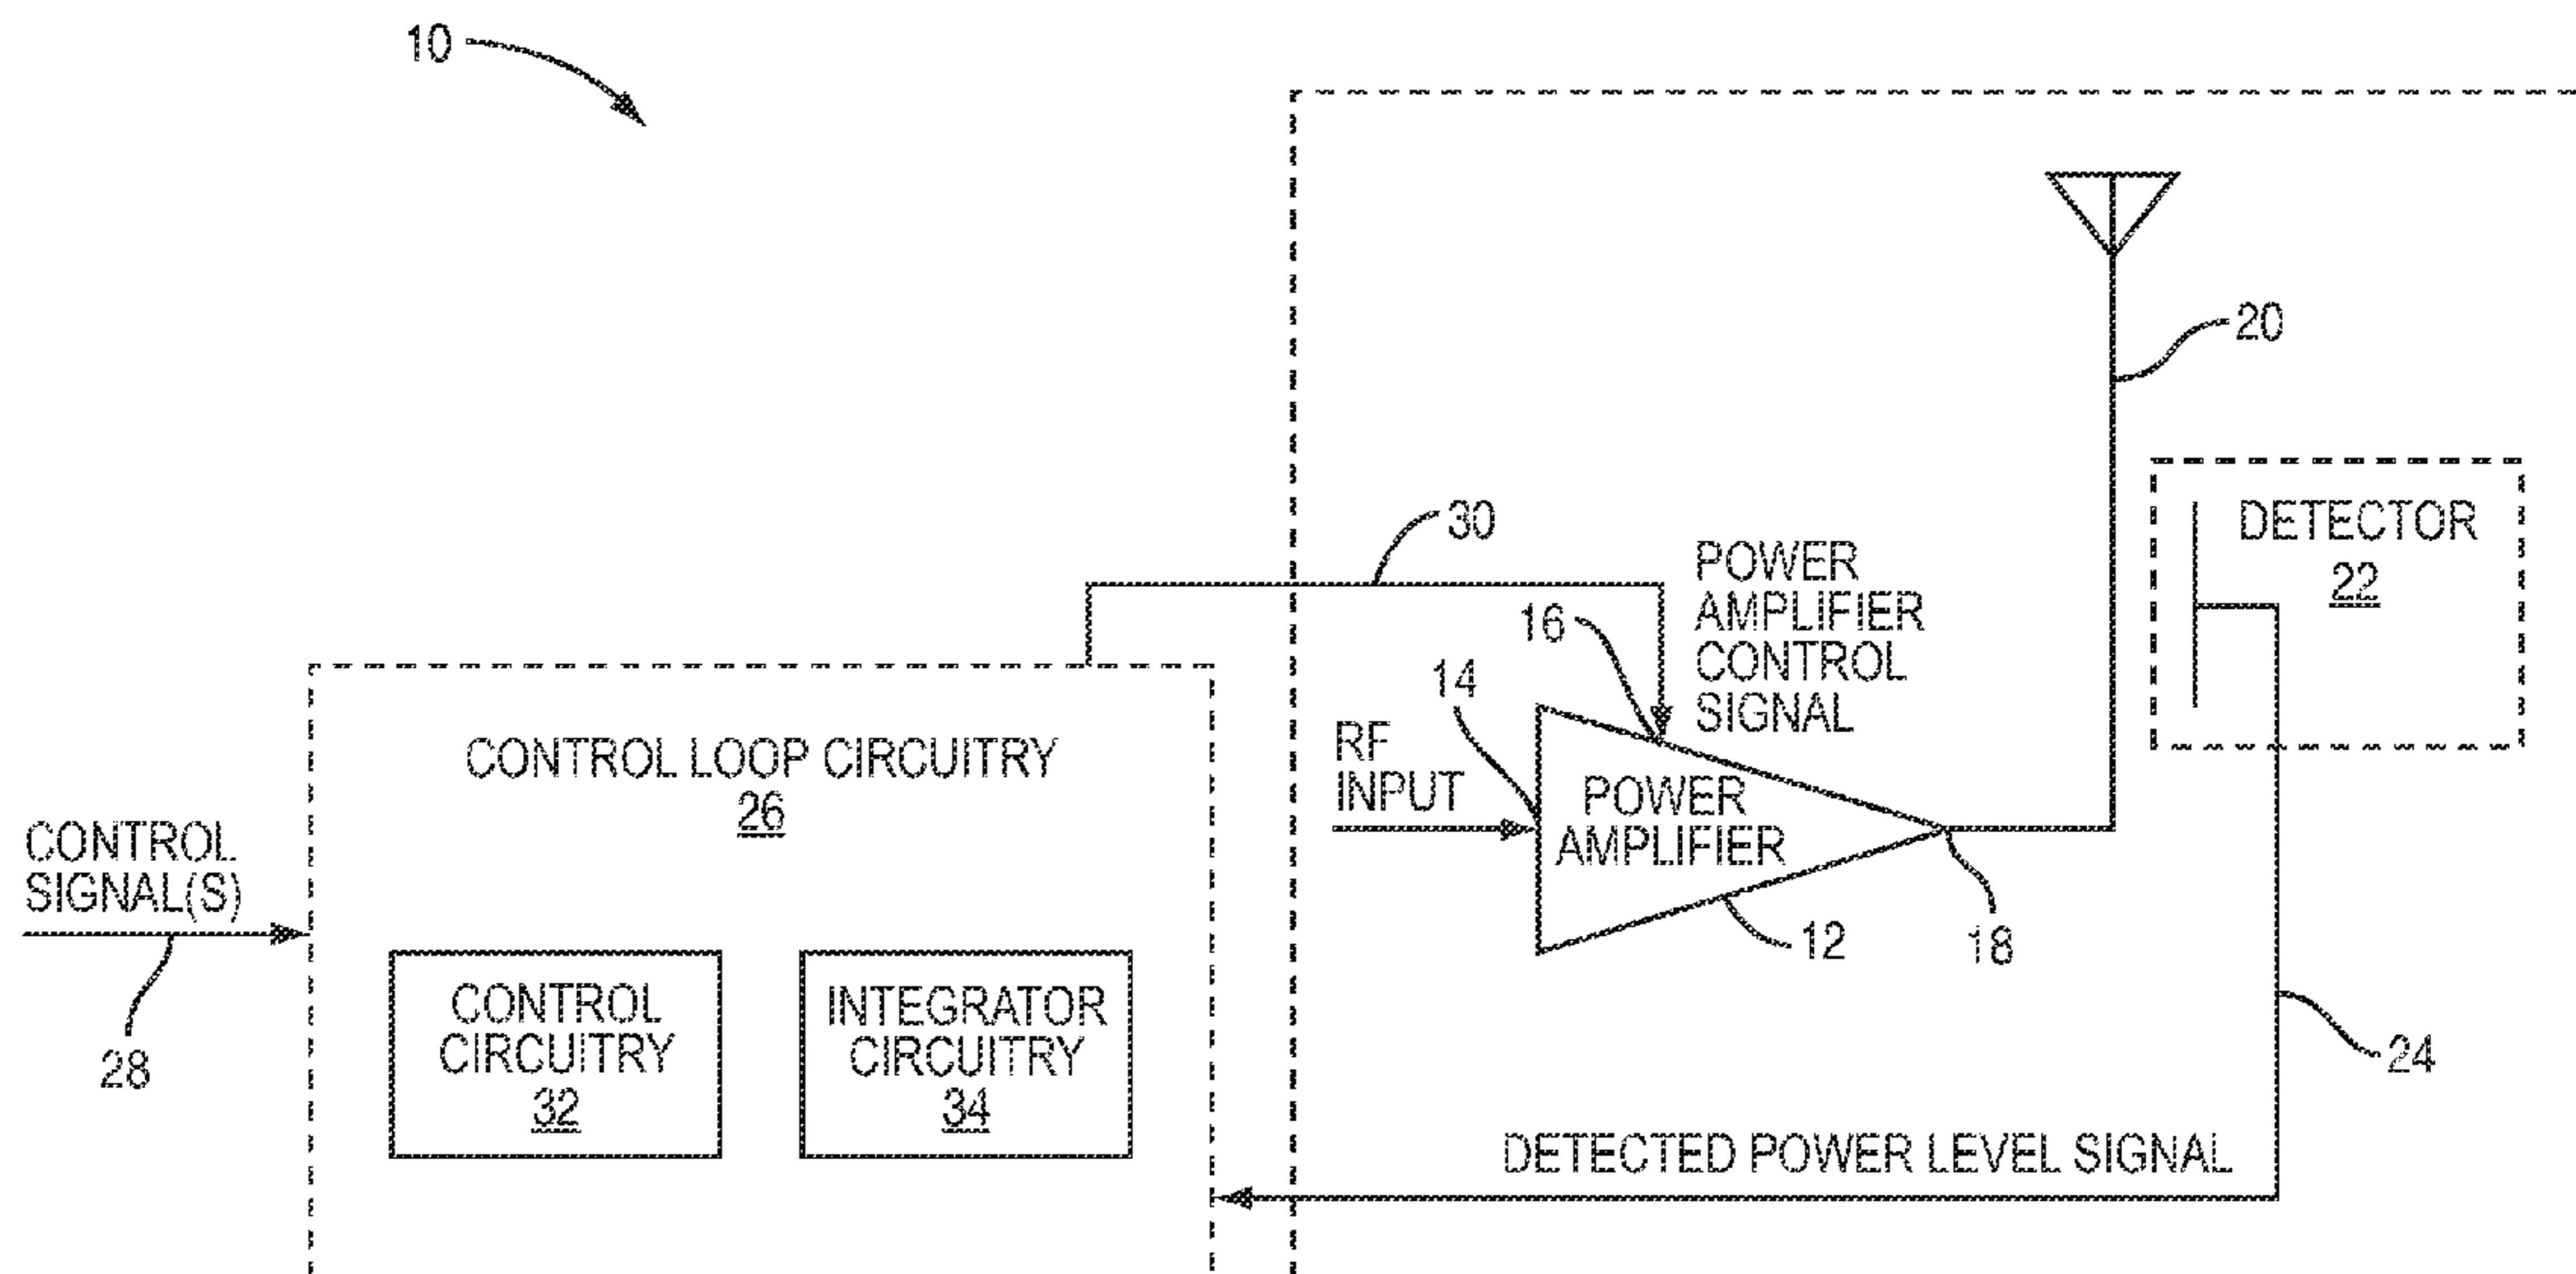 10
20
DETECTOR
22
30
POWER
AMPLIFIER
CONTROL
SIGNAL
16
14
RF
INPUT
POWER
AMPLIFIER
12
18
CONTROL LOOP CIRCUITRY
26
CONTROL
SIGNAL(S)
28
CONTROL
CIRCUITRY
32
INTEGRATOR
CIRCUITRY
34
24
DETECTED POWER LEVEL SIGNAL